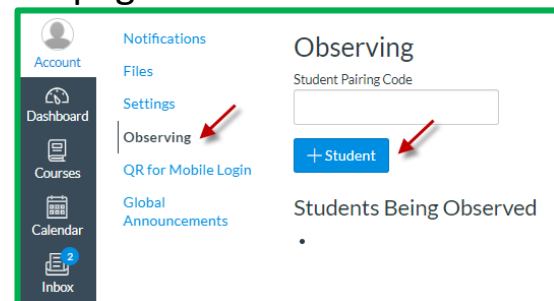 Account
Dashboard
Courses
Calendar
2
Inbox
Notifications
Files
Settings
Observing
QR for Mobile Login
Global
Announcements
Observing
Student Pairing Code
+ Student
Students Being Observed
•